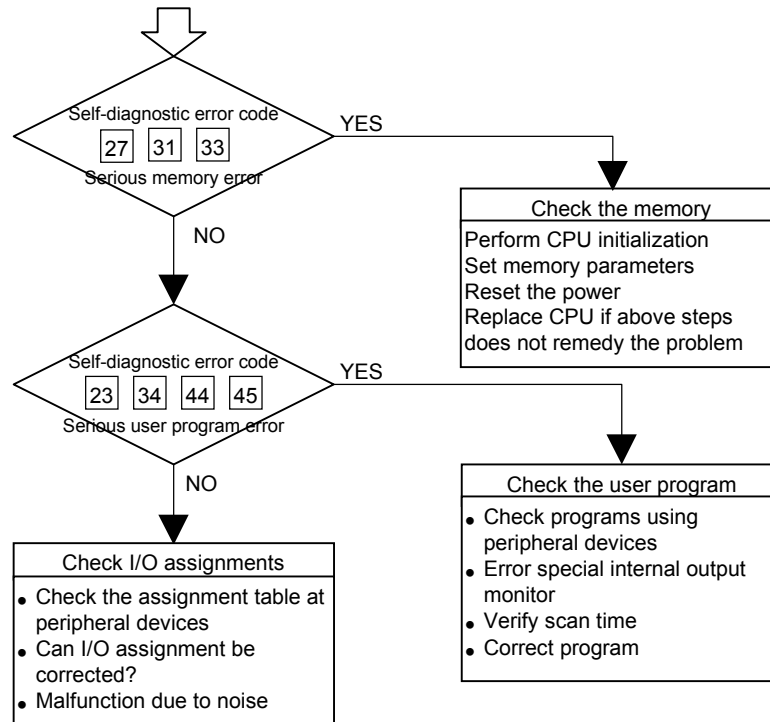 Self-diagnostic error code
27 31 33
Serious memory error
YES
NO
Check the memory
Perform CPU initialization
Set memory parameters
Reset the power
Replace CPU if above steps
does not remedy the problem
Self-diagnostic error code
23 34 44 45
Serious user program error
YES
NO
Check the user program
• Check programs using
peripheral devices
• Error special internal output
monitor
• Verify scan time
• Correct program
Check I/O assignments
• Check the assignment table at
peripheral devices
• Can I/O assignment be
corrected?
• Malfunction due to noise